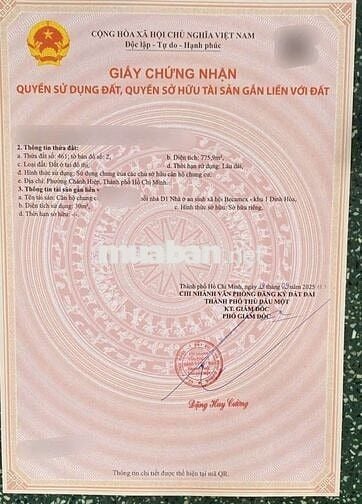 CỘNG HÒA XÃ HỘI CHỦ NGHĨA VIỆT NAM
Độc lập - Tự do - Hạnh phúc
GIẤY CHỨNG NHẬN
QUYỀN SỬ DỤNG ĐẤT, QUYỀN SỞ HỮU TÀI SẢN GẮN LIỀN VỚI ĐẤT
2. Thông tin thửa đất:
a. Thửa đất số: 461; tờ bản đồ số: 2, b. Diện tích: 775,9m²,
c. Loại đất: Đất ở tại đô thị, d. Thời hạn sử dụng: Lâu dài,
đ. Hình thức sử dụng: Sử dụng chung của các chủ sở hữu căn hộ chung cư,
e. Địa chỉ: Phường Chánh Hiệp, Thành phố Hồ Chí Minh.
3. Thông tin tài sản gắn liền
a. Tên tài sản: Căn hộ chung nhà D1 Nhà ở an sinh xã hội Becamex - khu 1 Định Hòa,
b. Diện tích sử dụng: 30m², c. Hình thức sở hữu: Sở hữu riêng,
d. Thời hạn sở hữu: -/-.
muaban.net
Thành phố Hồ Chí Minh, ngày tháng 2025
CHI NHÁNH VĂN PHÒNG ĐĂNG KÝ ĐẤT ĐAI
THÀNH PHỐ THỦ DẦU MỘT
KT. GIÁM ĐỐC
PHÓ GIÁM ĐỐC
Đặng Huy Cường
Thông tin chi tiết được thể hiện tại mã QR.